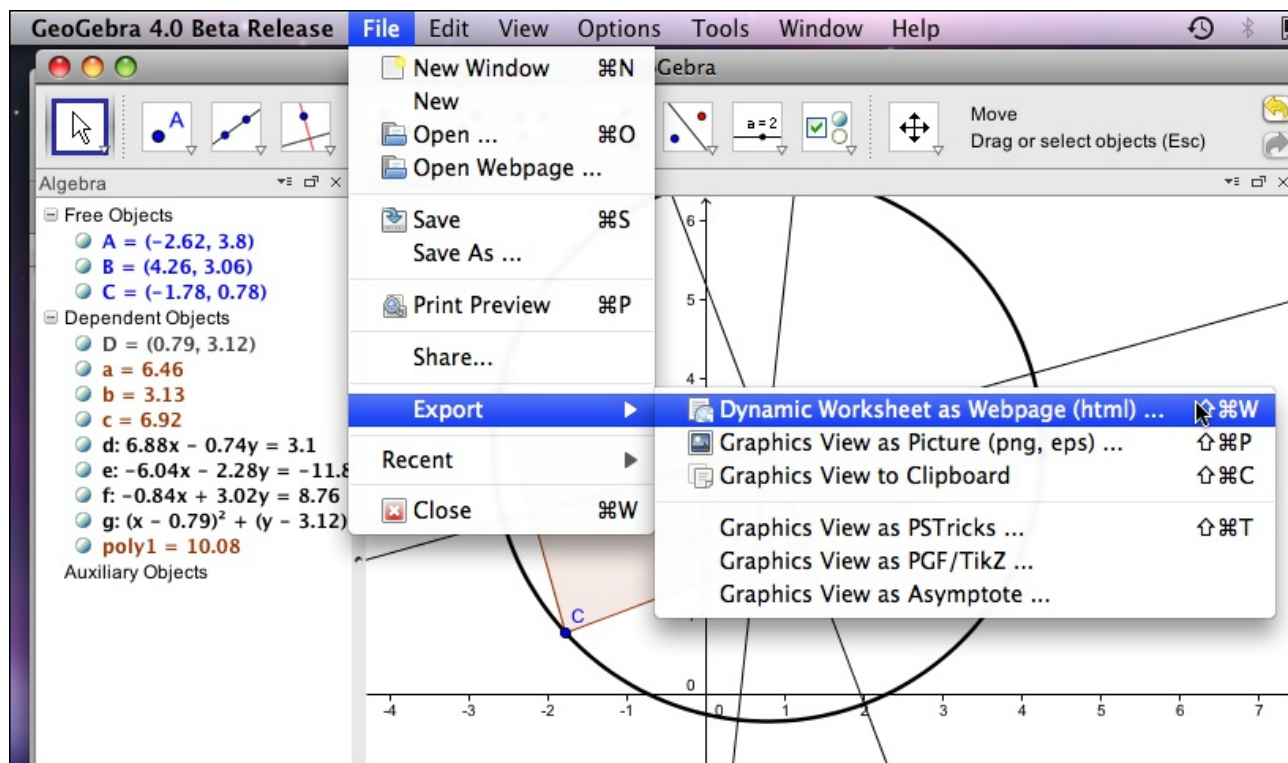 GeoGebra 4.0 Beta Release File Edit View Options Tools Window Help
Gebra
New Window ⌘N
New
Open ... ⌘O
Open Webpage ...
Save ⌘S
Save As ...
Print Preview ⌘P
Share...
Export
Recent
Close ⌘W
Dynamic Worksheet as Webpage (html) ... ⇧⌘W
Graphics View as Picture (png, eps) ... ⇧⌘P
Graphics View to Clipboard ⇧⌘C
Graphics View as PSTricks ... ⇧⌘T
Graphics View as PGF/TikZ ...
Graphics View as Asymptote ...
A
a = 2
Move
Drag or select objects (Esc)
Algebra
Free Objects
A = (-2.62, 3.8)
B = (4.26, 3.06)
C = (-1.78, 0.78)
Dependent Objects
D = (0.79, 3.12)
a = 6.46
b = 3.13
c = 6.92
d: 6.88x - 0.74y = 3.1
e: -6.04x - 2.28y = -11.8
f: -0.84x + 3.02y = 8.76
g: (x - 0.79)² + (y - 3.12)
poly1 = 10.08
Auxiliary Objects
6
5
4
C
0
-4 -3 -2 -1 0 1 2 3 4 5 6 7